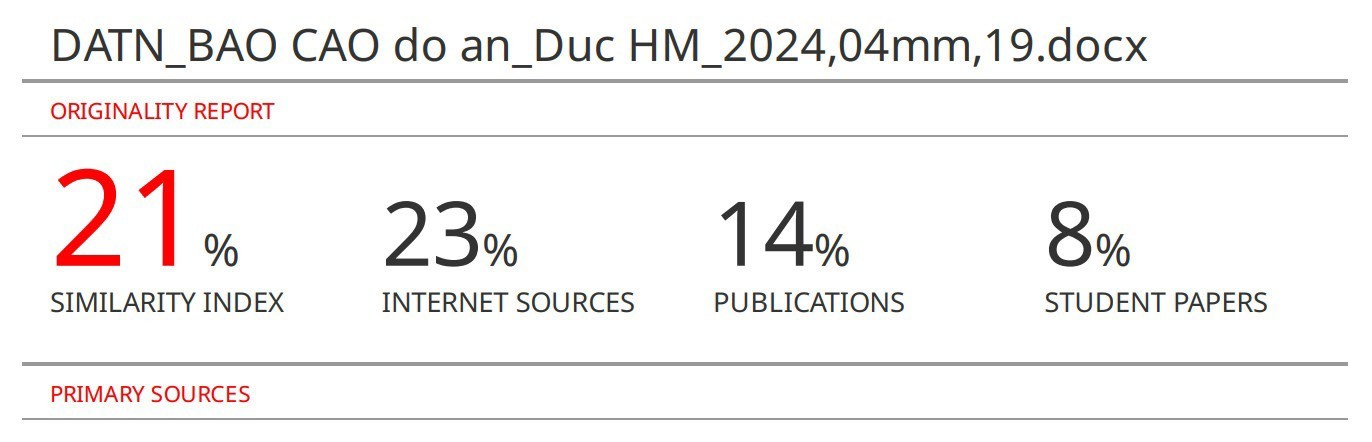 DATN_BAO CAO do an_Duc HM_2024,04mm,19.docx
ORIGINALITY REPORT
21 % 23% 14% 8%
SIMILARITY INDEX INTERNET SOURCES PUBLICATIONS STUDENT PAPERS
PRIMARY SOURCES